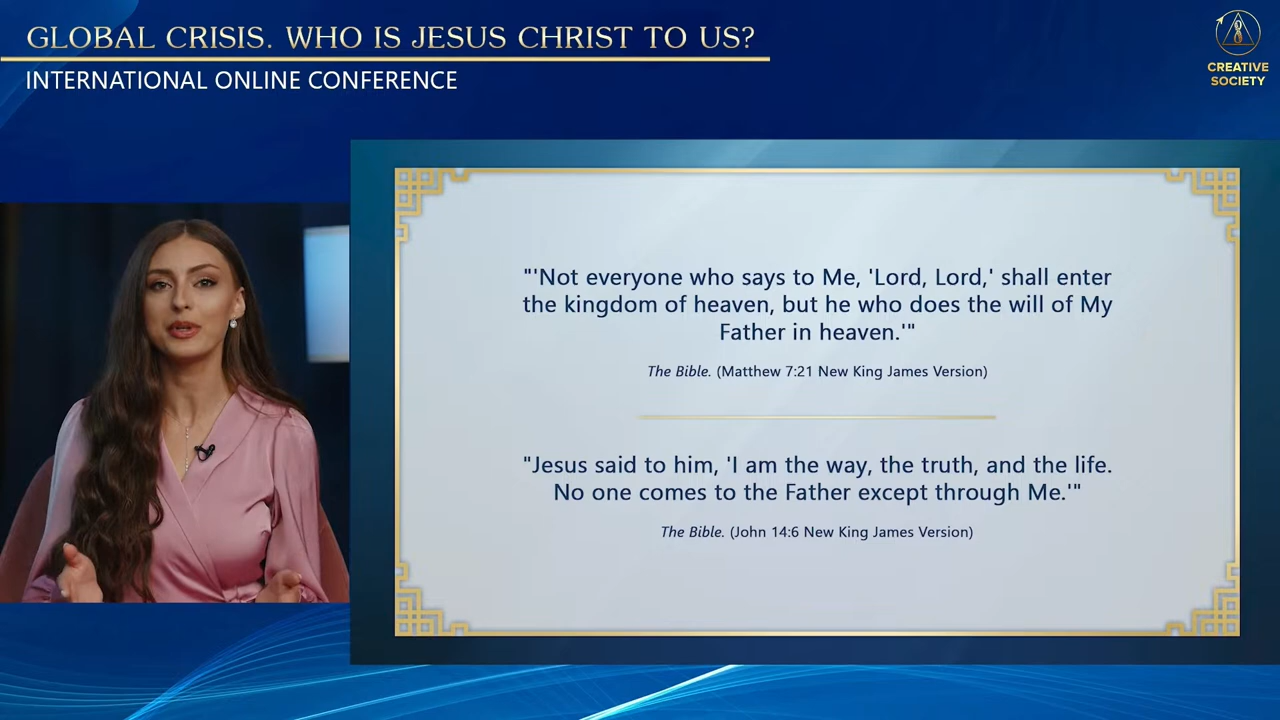 GLOBAL CRISIS. WHO IS JESUS CHRIST TO US?
INTERNATIONAL ONLINE CONFERENCE
CREATIVE
SOCIETY
"'Not everyone who says to Me, 'Lord, Lord,' shall enter
the kingdom of heaven, but he who does the will of My
Father in heaven.'"
The Bible. (Matthew 7:21 New King James Version)
"Jesus said to him, 'I am the way, the truth, and the life.
No one comes to the Father except through Me.'"
The Bible. (John 14:6 New King James Version)